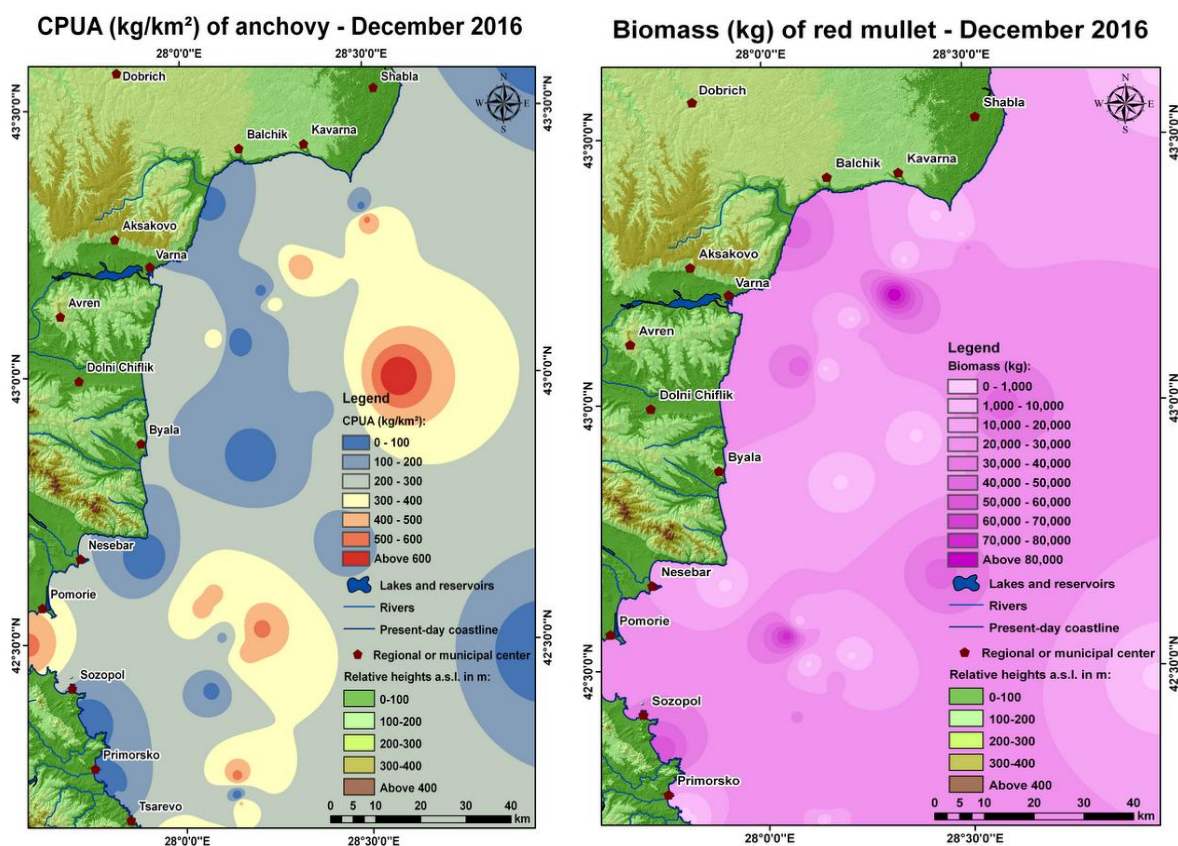 CPUA (kg/km²) of anchovy - December 2016
28°0'0"E
28°30'0"E
Dobrich
Shabla
N
W
E
S
43°30'0"N
43°30'0"N
Balchik
Kavarna
Aksakovo
Varna
Avren
Dolni Chiflik
43°0'0"N
43°0'0"N
Byala
Nesebar
Pomorie
42°30'0"N
42°30'0"N
Sozopol
Primorsko
Tsarevo
Legend
CPUA (kg/km²):
0 - 100
100 - 200
200 - 300
300 - 400
400 - 500
500 - 600
Above 600
Lakes and reservoirs
Rivers
Present-day coastline
Regional or municipal center
Relative heights a.s.l. in m:
0-100
100-200
200-300
300-400
Above 400
0 5 10 20 30 40
km
28°0'0"E
28°30'0"E
Biomass (kg) of red mullet - December 2016
28°0'0"E
28°30'0"E
Dobrich
Shabla
N
W
E
S
43°30'0"N
43°30'0"N
Balchik
Kavarna
Aksakovo
Varna
Avren
Dolni Chiflik
43°0'0"N
43°0'0"N
Byala
Nesebar
Pomorie
42°30'0"N
42°30'0"N
Sozopol
Primorsko
Legend
Biomass (kg):
0 - 1,000
1,000 - 10,000
10,000 - 20,000
20,000 - 30,000
30,000 - 40,000
40,000 - 50,000
50,000 - 60,000
60,000 - 70,000
70,000 - 80,000
Above 80,000
Lakes and reservoirs
Rivers
Present-day coastline
Regional or municipal center
Relative heights a.s.l. in m:
0-100
100-200
200-300
300-400
Above 400
0 5 10 20 30 40
km
28°0'0"E
28°30'0"E